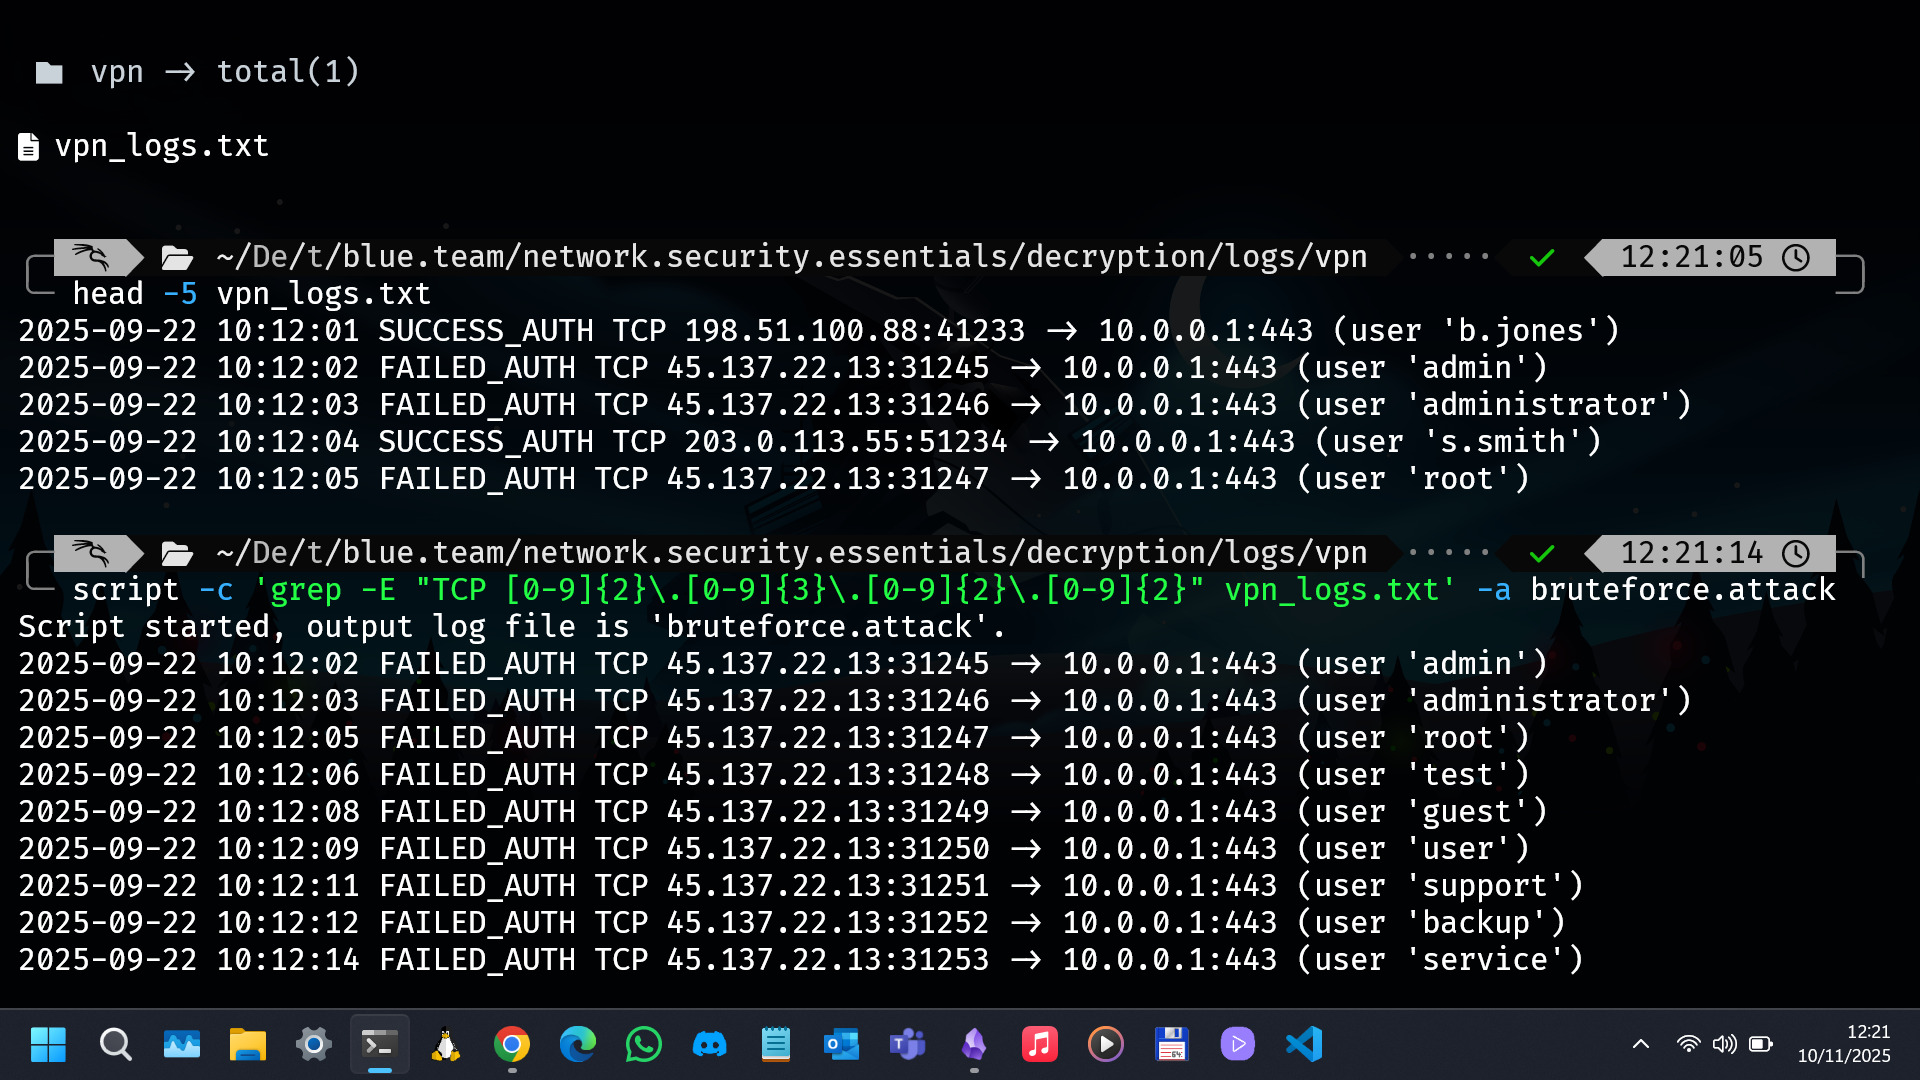 vpn → total(1)
vpn_logs.txt
~/De/t/blue.team/network.security.essentials/decryption/logs/vpn ····· ✓ 12:21:05
head -5 vpn_logs.txt
2025-09-22 10:12:01 SUCCESS_AUTH TCP 198.51.100.88:41233 → 10.0.0.1:443 (user 'b.jones')
2025-09-22 10:12:02 FAILED_AUTH TCP 45.137.22.13:31245 → 10.0.0.1:443 (user 'admin')
2025-09-22 10:12:03 FAILED_AUTH TCP 45.137.22.13:31246 → 10.0.0.1:443 (user 'administrator')
2025-09-22 10:12:04 SUCCESS_AUTH TCP 203.0.113.55:51234 → 10.0.0.1:443 (user 's.smith')
2025-09-22 10:12:05 FAILED_AUTH TCP 45.137.22.13:31247 → 10.0.0.1:443 (user 'root')
~/De/t/blue.team/network.security.essentials/decryption/logs/vpn ····· ✓ 12:21:14
script -c 'grep -E "TCP [0-9]{2}\.[0-9]{3}\.[0-9]{2}\.[0-9]{2}" vpn_logs.txt' -a bruteforce.attack
Script started, output log file is 'bruteforce.attack'.
2025-09-22 10:12:02 FAILED_AUTH TCP 45.137.22.13:31245 → 10.0.0.1:443 (user 'admin')
2025-09-22 10:12:03 FAILED_AUTH TCP 45.137.22.13:31246 → 10.0.0.1:443 (user 'administrator')
2025-09-22 10:12:05 FAILED_AUTH TCP 45.137.22.13:31247 → 10.0.0.1:443 (user 'root')
2025-09-22 10:12:06 FAILED_AUTH TCP 45.137.22.13:31248 → 10.0.0.1:443 (user 'test')
2025-09-22 10:12:08 FAILED_AUTH TCP 45.137.22.13:31249 → 10.0.0.1:443 (user 'guest')
2025-09-22 10:12:09 FAILED_AUTH TCP 45.137.22.13:31250 → 10.0.0.1:443 (user 'user')
2025-09-22 10:12:11 FAILED_AUTH TCP 45.137.22.13:31251 → 10.0.0.1:443 (user 'support')
2025-09-22 10:12:12 FAILED_AUTH TCP 45.137.22.13:31252 → 10.0.0.1:443 (user 'backup')
2025-09-22 10:12:14 FAILED_AUTH TCP 45.137.22.13:31253 → 10.0.0.1:443 (user 'service')
12:21
10/11/2025